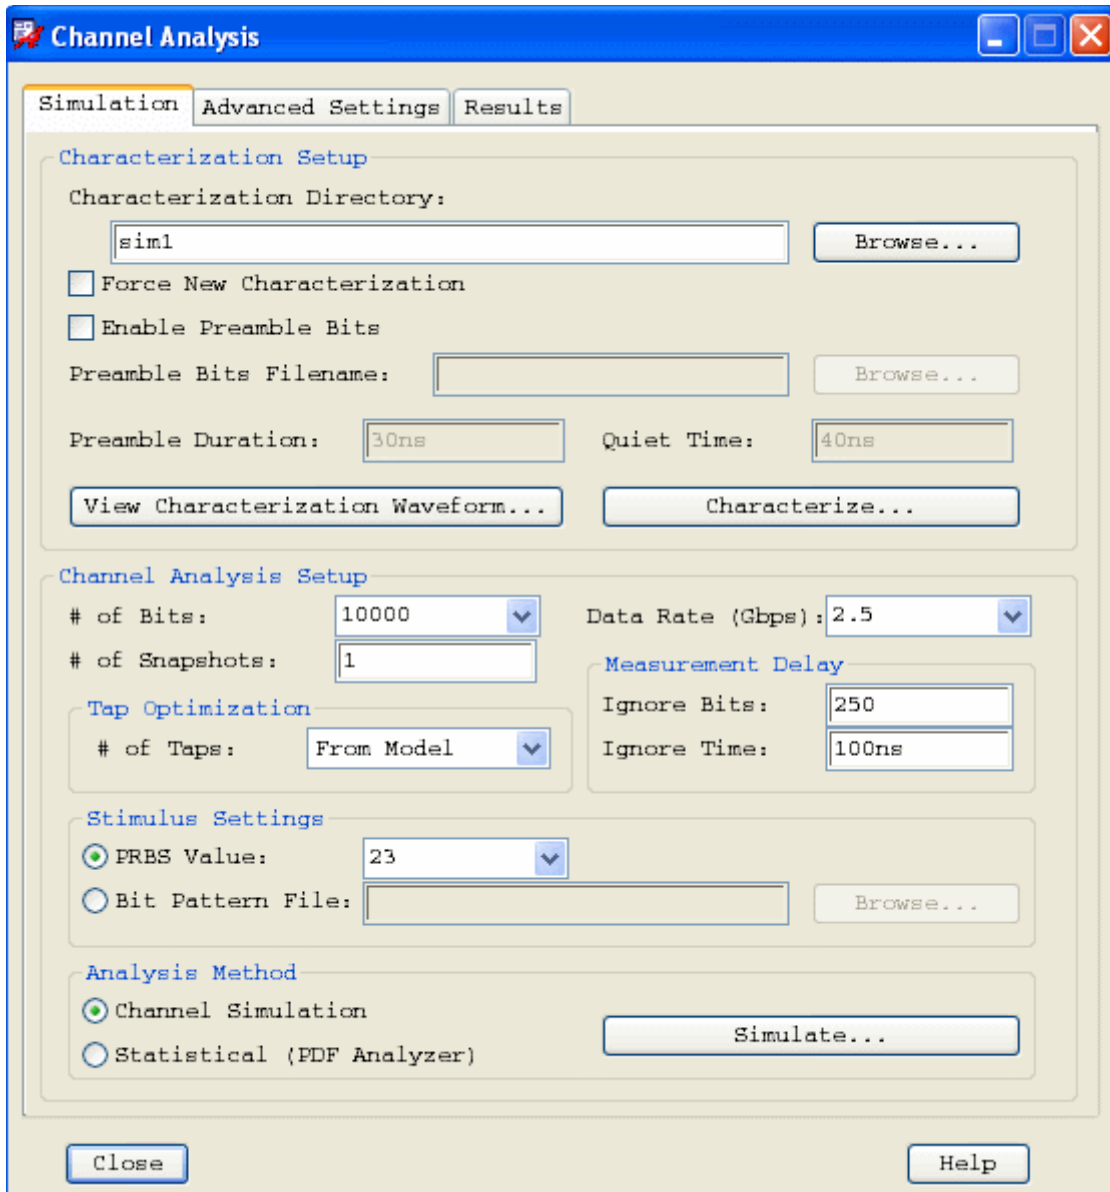 Channel Analysis
Simulation Advanced Settings Results
Characterization Setup
Characterization Directory:
sim1 Browse...
Force New Characterization
Enable Preamble Bits
Preamble Bits Filename: Browse...
Preamble Duration: 30ns Quiet Time: 40ns
View Characterization Waveform... Characterize...
Channel Analysis Setup
# of Bits: 10000 Data Rate (Gbps): 2.5
# of Snapshots: 1
Measurement Delay
Tap Optimization
Ignore Bits: 250
# of Taps: From Model
Ignore Time: 100ns
Stimulus Settings
PRBS Value: 23
Bit Pattern File: Browse...
Analysis Method
Channel Simulation
Simulate...
Statistical (PDF Analyzer)
Close Help